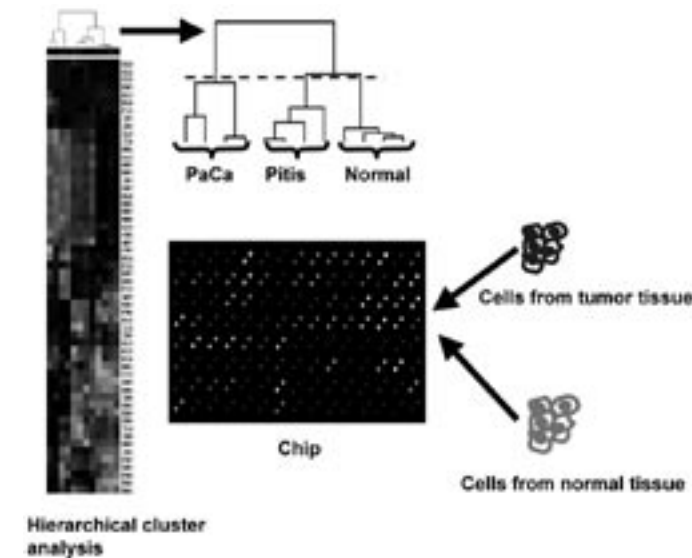 PaCa Pitis Normal
Cells from tumor tissue
Chip
Cells from normal tissue
Hierarchical cluster
analysis